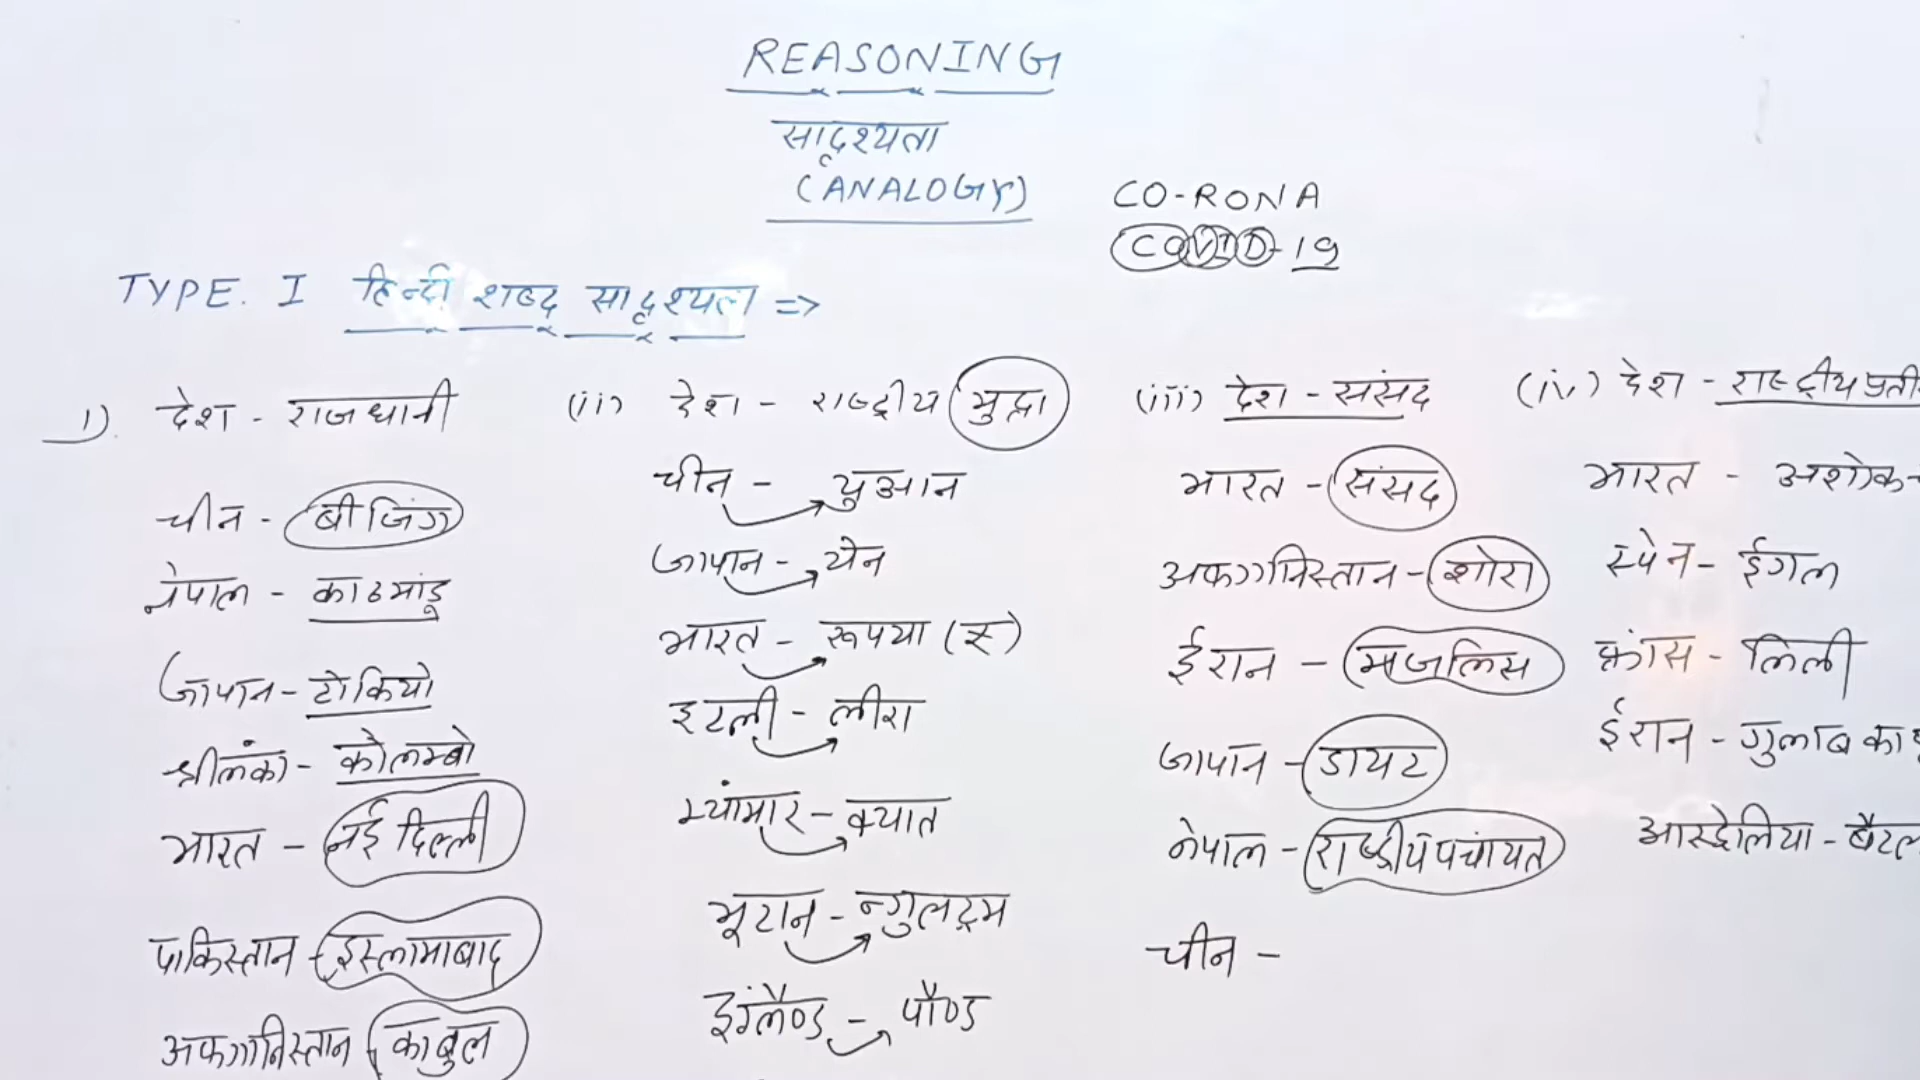 REASONING
सादृश्यता
(ANALOGY)
CO-RONA
COVID-19
TYPE. I हिन्दी शब्द सादृश्यता =>
1) देश - राजधानी
चीन - बीजिंग
नेपाल - काठमांडू
जापान - टोकियो
श्रीलंका - कोलम्बो
भारत - नई दिल्ली
पाकिस्तान - इस्लामाबाद
अफगानिस्तान - काबुल
(ii) देश - राष्ट्रीय मुद्रा
चीन - युआन
जापान - येन
भारत - रूपया (₹)
इटली - लीरा
म्यांमार - क्यात
भूटान - न्गुलट्रम
इंग्लैण्ड - पौण्ड
(iii) देश - संसद
भारत - संसद
अफगानिस्तान - शोरा
ईरान - मजलिस
जापान - डायट
नेपाल - राष्ट्रीय पंचायत
चीन -
(iv) देश - राष्ट्रीय
भारत - अशोक
स्पेन - ईगल
फ्रांस - लिली
ईरान - गुलाब का
आस्ट्रेलिया -